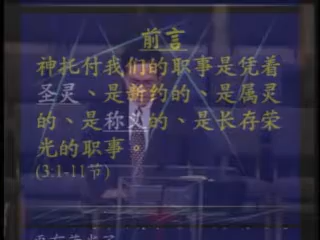 前言
神托付我们的职事是凭着
圣灵、是新约的、是属灵
的、是称义的、是长存荣
光的职事。
(3:1-11节)